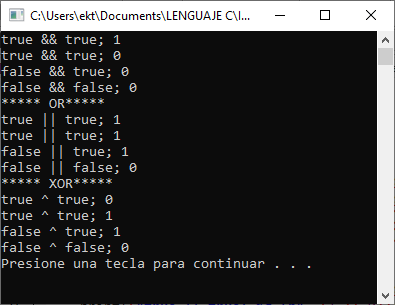 C:\Users\ekt\Documents\LENGUAJE C\I...
true && true; 1
true && true; 0
false && true; 0
false && false; 0
***** OR*****
true || true; 1
true || true; 1
false || true; 1
false || false; 0
***** XOR*****
true ^ true; 0
true ^ true; 1
false ^ true; 1
false ^ false; 0
Presione una tecla para continuar . . .